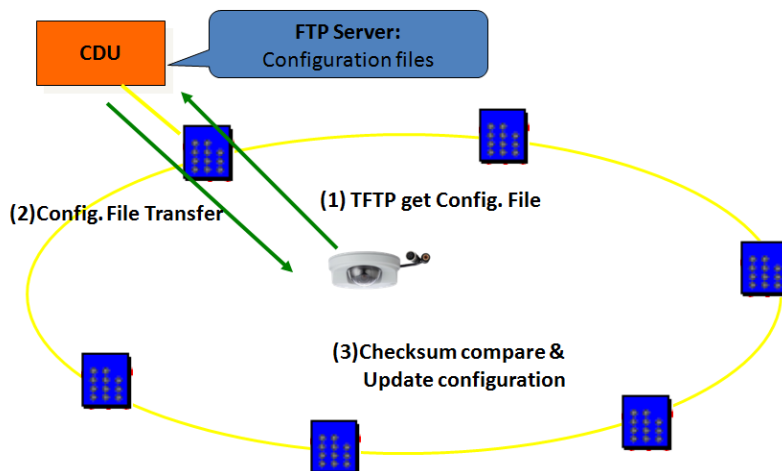 CDU
FTP Server:
Configuration files
(1) TFTP get Config. File
(2)Config. File Transfer
(3)Checksum compare &
Update configuration